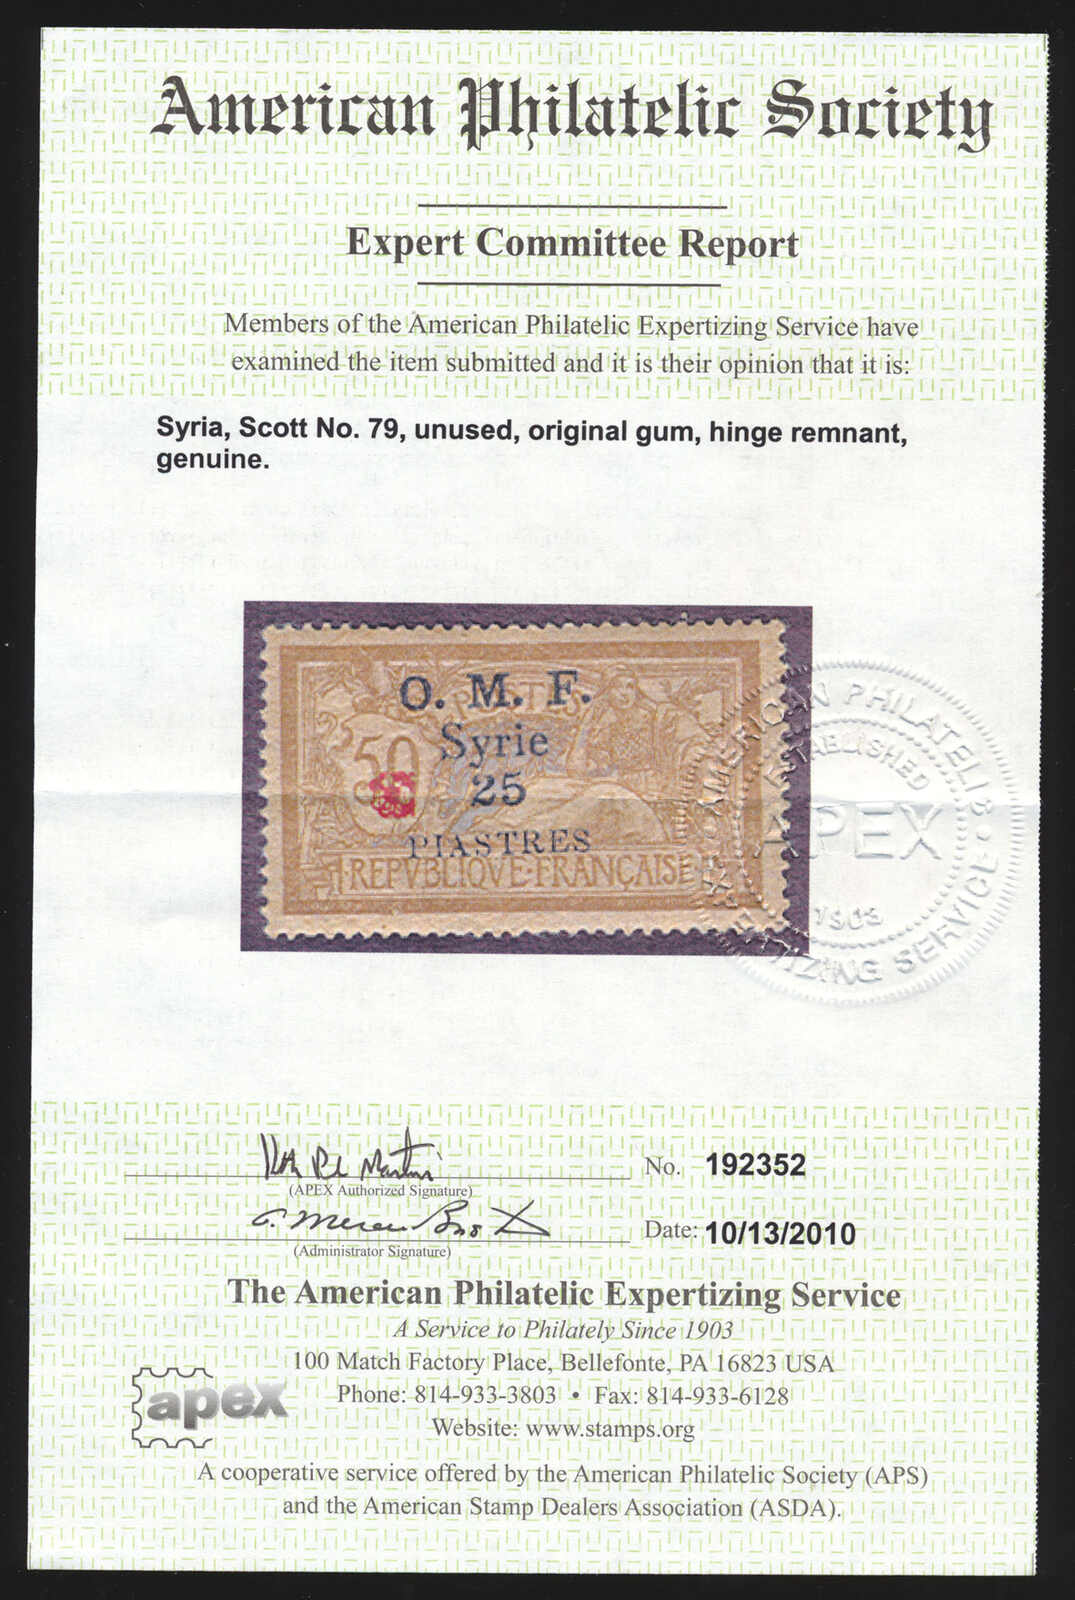 American Philatelic Society
Expert Committee Report
Members of the American Philatelic Expertizing Service have
examined the item submitted and it is their opinion that it is:
Syria, Scott No. 79, unused, original gum, hinge remnant,
genuine.
O. M. F.
POSTES
Syrie
50
25
PIASTRES
REPVBLIQVE·FRANÇAISE
AMERICAN PHILATELIC · EXPERTIZING SERVICE ·
ESTABLISHED
APEX
1903
No. 192352
(APEX Authorized Signature)
Date: 10/13/2010
(Administrator Signature)
The American Philatelic Expertizing Service
A Service to Philately Since 1903
100 Match Factory Place, Bellefonte, PA 16823 USA
apex
Phone: 814-933-3803 • Fax: 814-933-6128
Website: www.stamps.org
A cooperative service offered by the American Philatelic Society (APS)
and the American Stamp Dealers Association (ASDA).